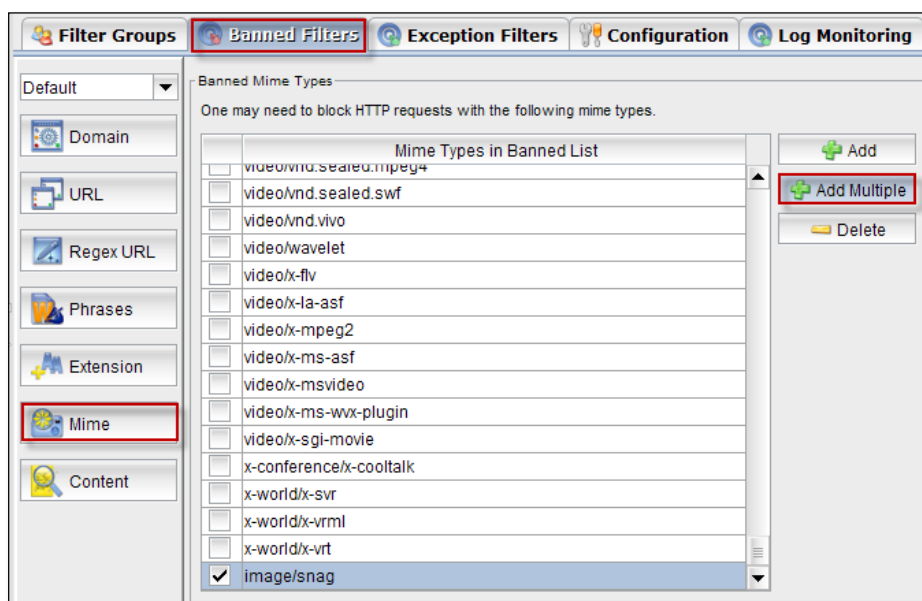 Filter Groups
Banned Filters
Exception Filters
Configuration
Log Monitoring
Default
Domain
URL
Regex URL
Phrases
Extension
Mime
Content
Banned Mime Types
One may need to block HTTP requests with the following mime types.
Mime Types in Banned List
video/vnd.sealed.mpeg4
video/vnd.sealed.swf
video/vnd.vivo
video/wavelet
video/x-flv
video/x-la-asf
video/x-mpeg2
video/x-ms-asf
video/x-msvideo
video/x-ms-wvx-plugin
video/x-sgi-movie
x-conference/x-cooltalk
x-world/x-svr
x-world/x-vrml
x-world/x-vrt
image/snag
Add
Add Multiple
Delete